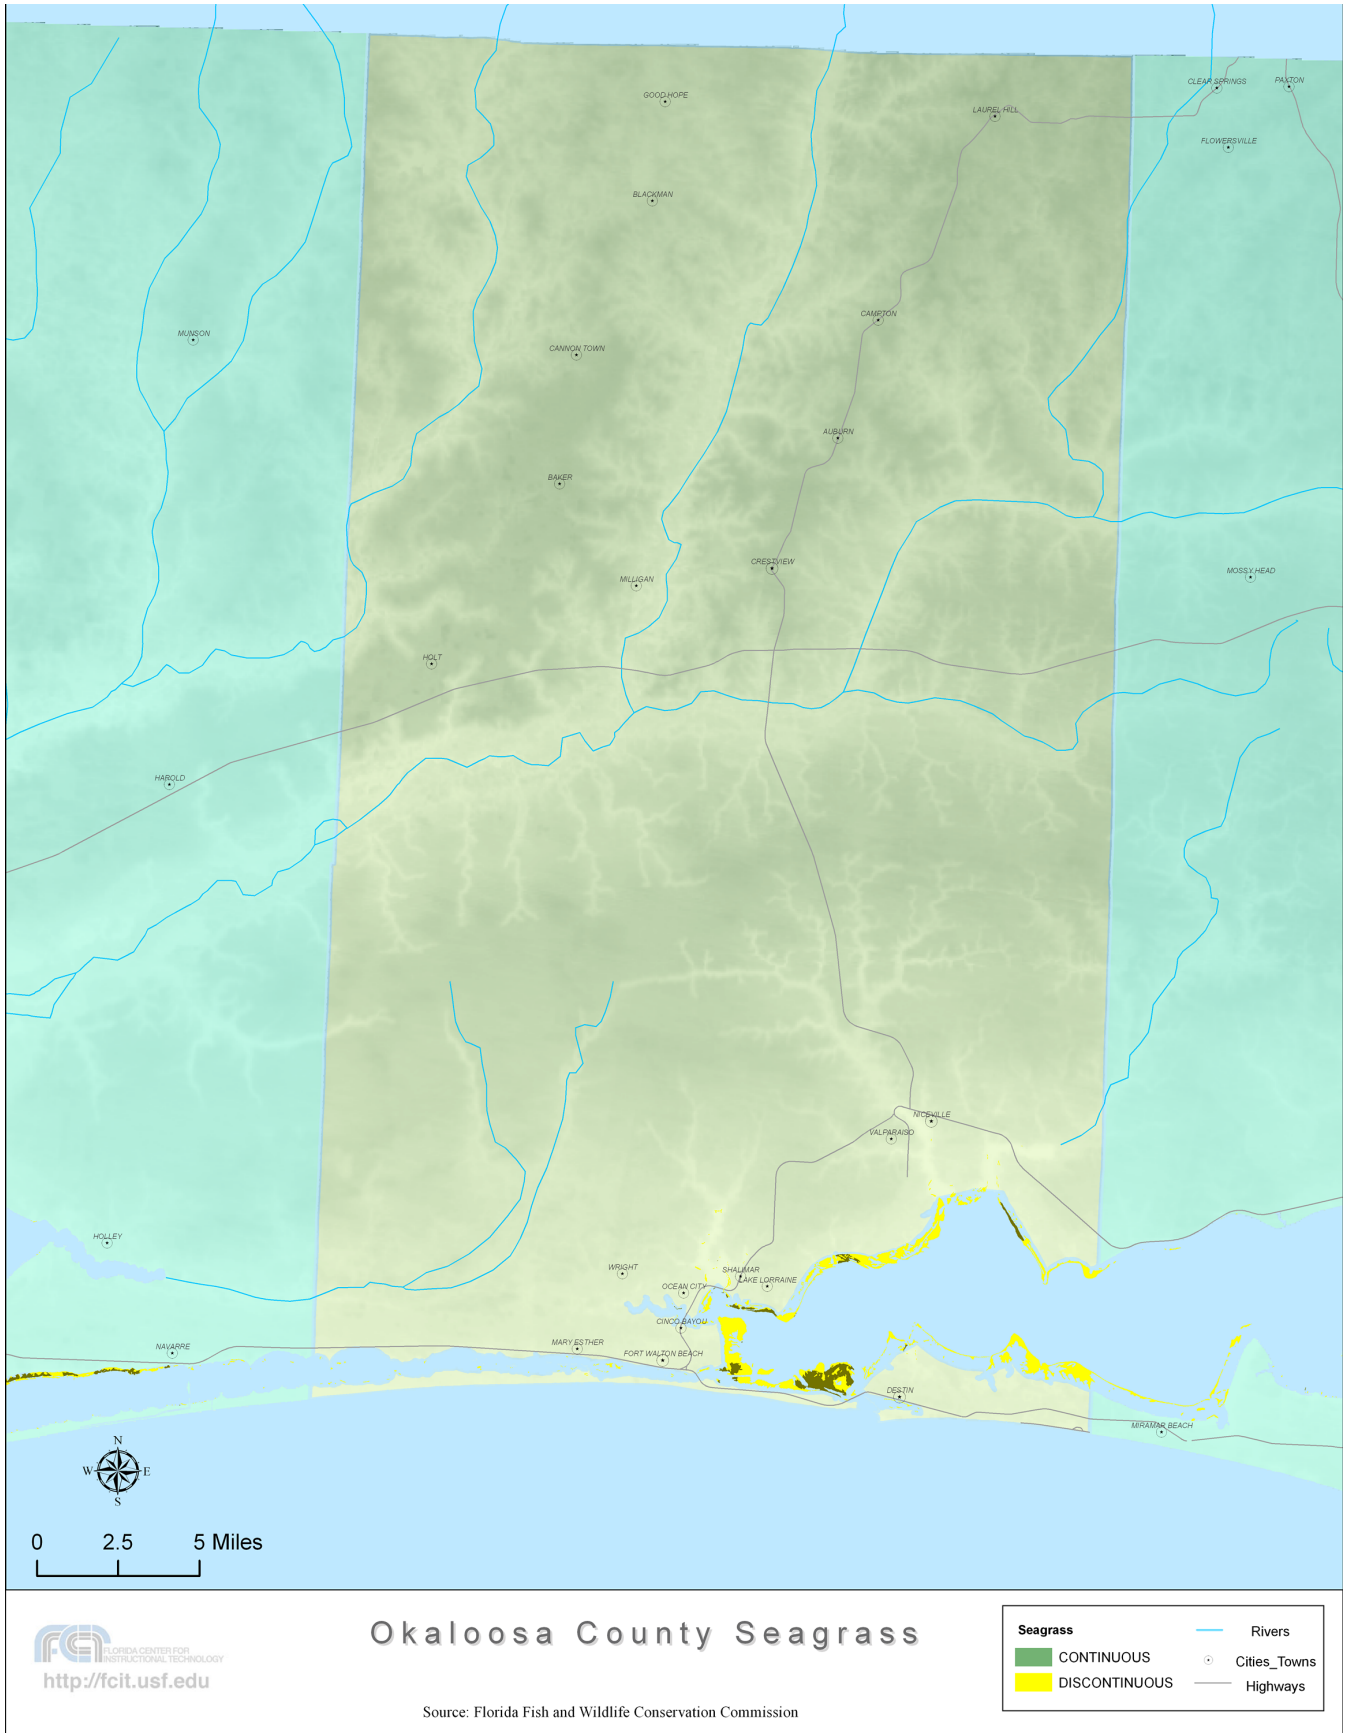 CLEAR SPRINGS
PAXTON
GOOD HOPE
LAUREL HILL
FLOWERSVILLE
BLACKMAN
CAMPTON
MUNSON
CANNON TOWN
AUBURN
BAKER
CRESTVIEW
MOSSY HEAD
MILLIGAN
HOLT
HAROLD
NICEVILLE
VALPARAISO
HOLLEY
WRIGHT
SHALIMAR
LAKE LORRAINE
OCEAN CITY
CINCO BAYOU
MARY ESTHER
NAVARRE
FORT WALTON BEACH
DESTIN
MIRAMAR BEACH
N
W E
S
0 2.5 5 Miles
Okaloosa County Seagrass
Source: Florida Fish and Wildlife Conservation Commission
FCIT
FLORIDA CENTER FOR
INSTRUCTIONAL TECHNOLOGY
http://fcit.usf.edu
Seagrass
CONTINUOUS
DISCONTINUOUS
Rivers
Cities_Towns
Highways